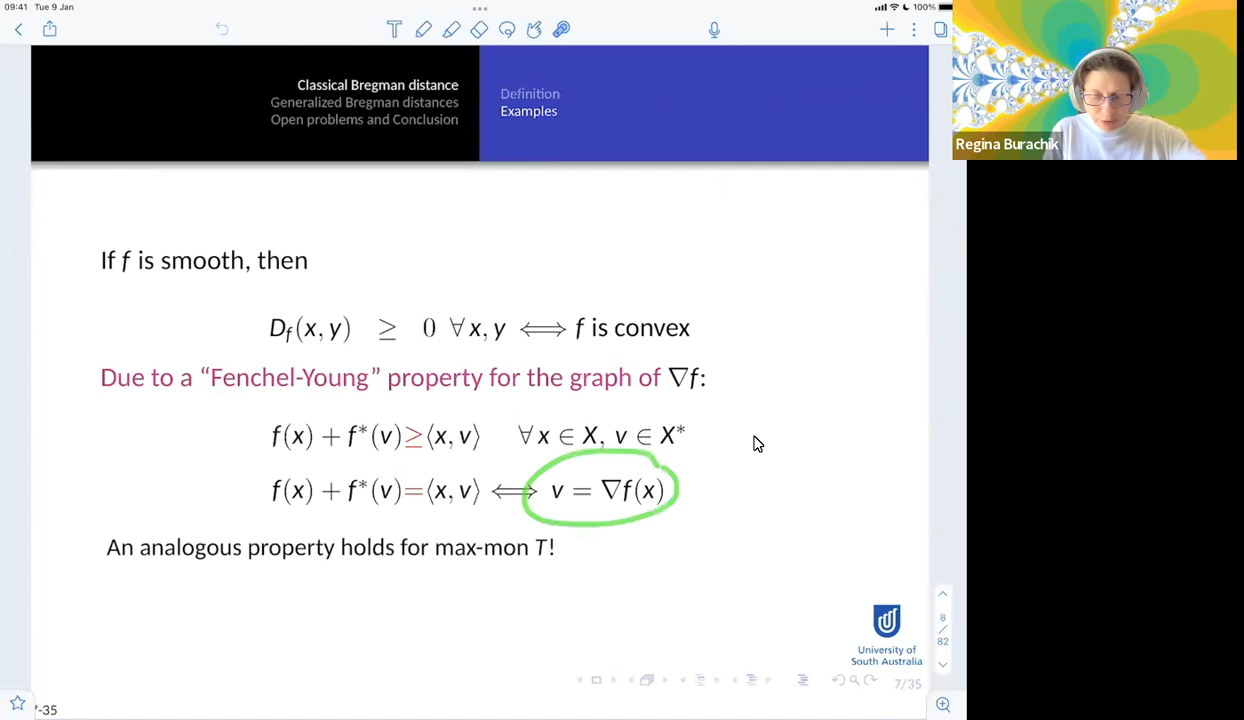 09:41 Tue 9 Jan
100%
Classical Bregman distance
Generalized Bregman distances
Open problems and Conclusion
Definition
Examples
Regina Burachik
If f is smooth, then
D_f(x, y) ≥ 0 ∀ x, y ⟺ f is convex
Due to a “Fenchel-Young” property for the graph of ∇f:
f(x) + f*(v)≥⟨x, v⟩ ∀ x ∈ X, v ∈ X*
f(x) + f*(v)=⟨x, v⟩ ⟺ v = ∇f(x)
An analogous property holds for max-mon T!
University of
South Australia
8
/
82
7/35
7-35